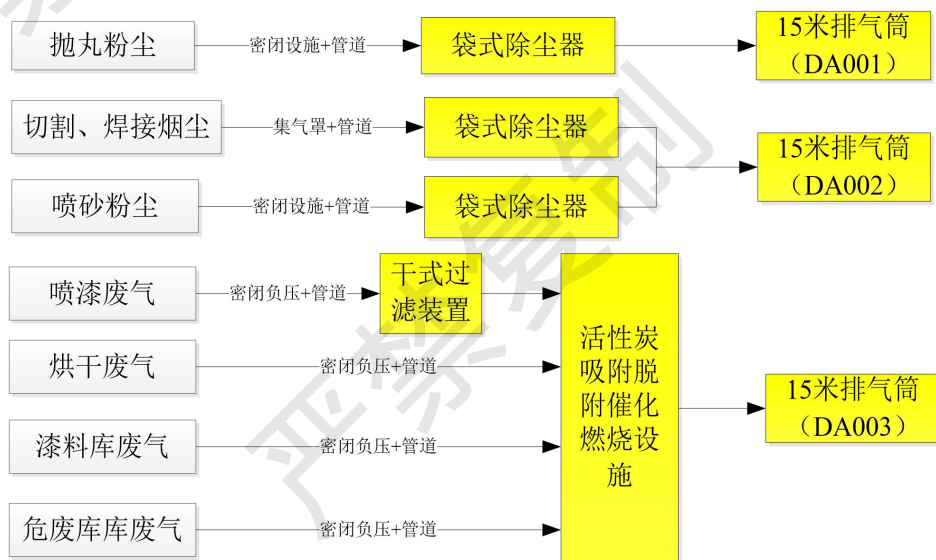 抛丸粉尘
密闭设施+管道
袋式除尘器
15米排气筒
（DA001）
切割、焊接烟尘
集气罩+管道
袋式除尘器
15米排气筒
（DA002）
喷砂粉尘
密闭设施+管道
袋式除尘器
喷漆废气
密闭负压+管道
干式过
滤装置
活性炭
吸附脱
附催化
燃烧设
施
15米排气筒
（DA003）
烘干废气
密闭负压+管道
漆料库废气
密闭负压+管道
危废库库废气
密闭负压+管道
严禁复制